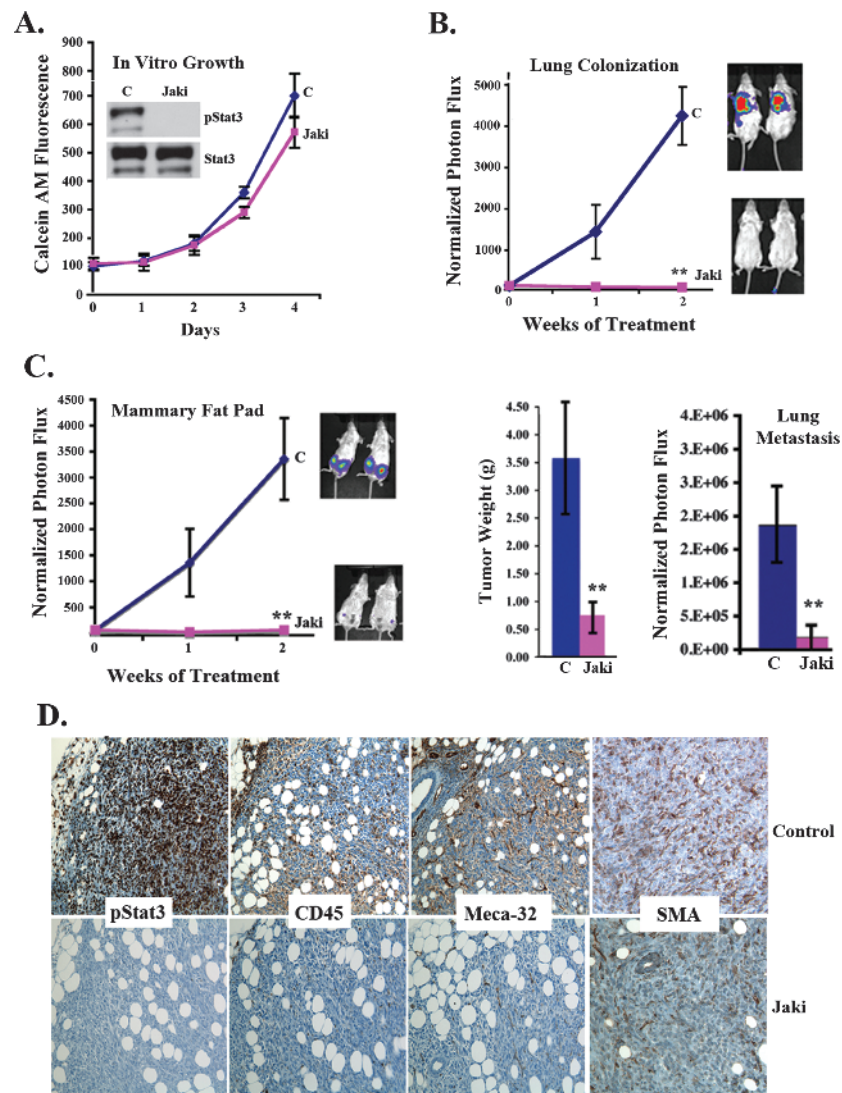 A.
In Vitro Growth
C Jaki
pStat3
Stat3
C
Jaki
Calcein AM Fluorescence
900
800
700
600
500
400
300
200
100
0
0 1 2 3 4
Days
B.
Lung Colonization
C
** Jaki
Normalized Photon Flux
5000
4000
3000
2000
1000
0
0 1 2
Weeks of Treatment
C.
Mammary Fat Pad
C
** Jaki
Normalized Photon Flux
4500
4000
3500
3000
2500
2000
1500
1000
500
0 1 2
Weeks of Treatment
Tumor Weight (g)
4.50
4.00
3.50
3.00
2.50
2.00
1.50
1.00
0.50
0.00
**
C Jaki
Lung
Metastasis
Normalized Photon Flux
4.E+06
3.E+06
3.E+06
2.E+06
2.E+06
1.E+06
5.E+05
0.E+00
**
C Jaki
D.
Control
pStat3 CD45 Meca-32 SMA
Jaki